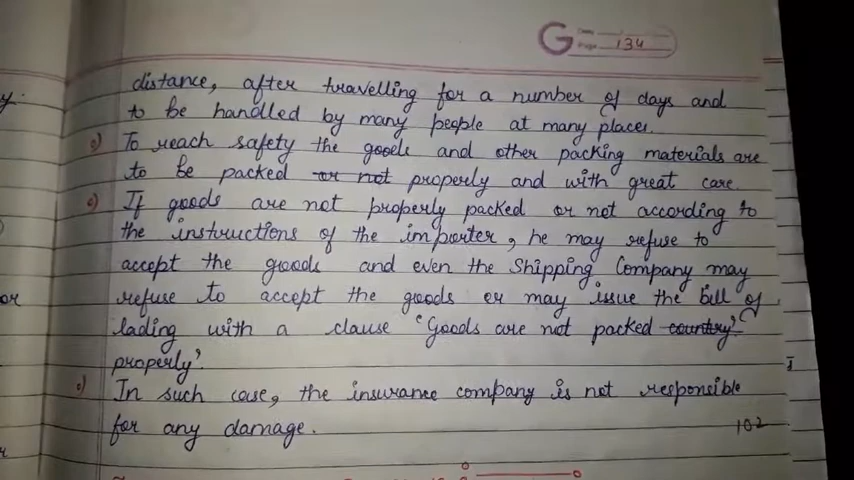 G Date
Page 134
distance, after travelling for a number of days and
to be handled by many people at many places.
To reach safety the goods and other packing materials are
to be packed or not properly and with great care.
If goods are not properly packed or not according to
the instructions of the importer, he may refuse to
accept the goods and even the Shipping Company may
refuse to accept the goods or may issue the bill of
lading with a clause 'Goods are not packed country'
properly'.
In such case, the insurance company is not responsible
for any damage.
102
y.
or